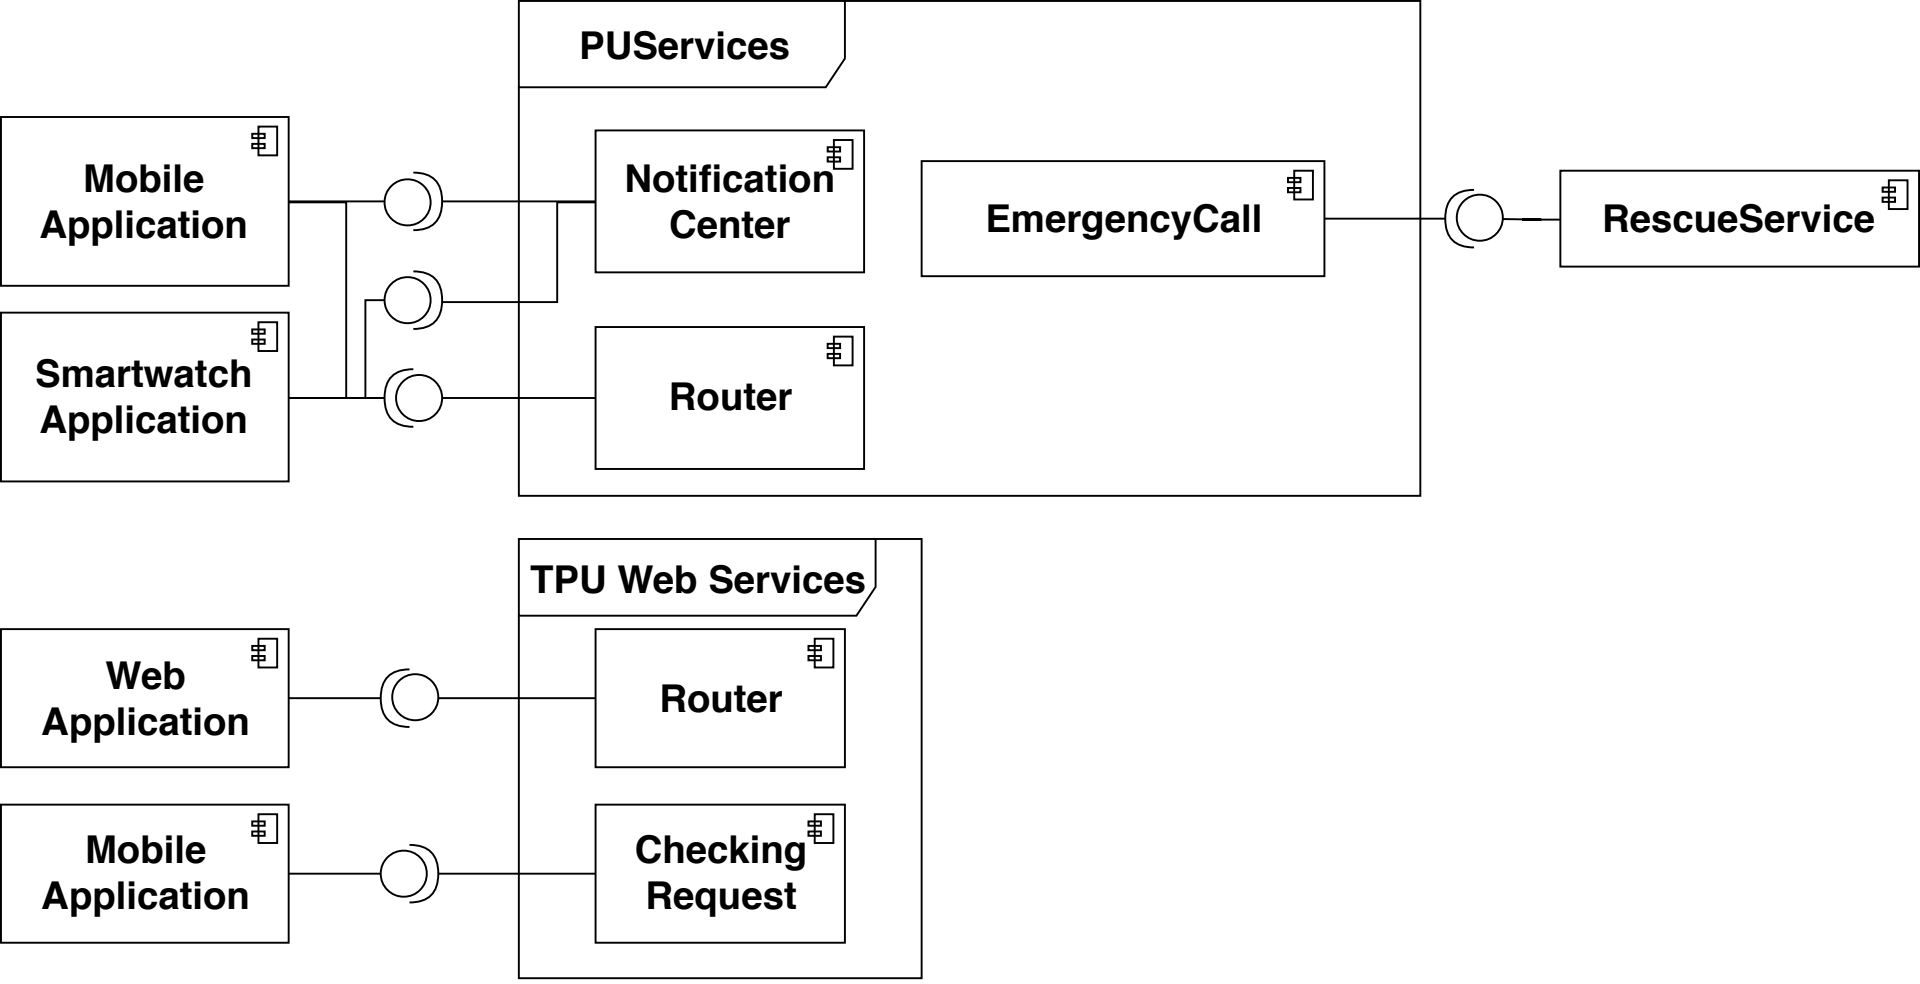 PUServices
Mobile
Application
Notification
Center
EmergencyCall
RescueService
Smartwatch
Application
Router
TPU Web Services
Web
Application
Router
Mobile
Application
Checking
Request